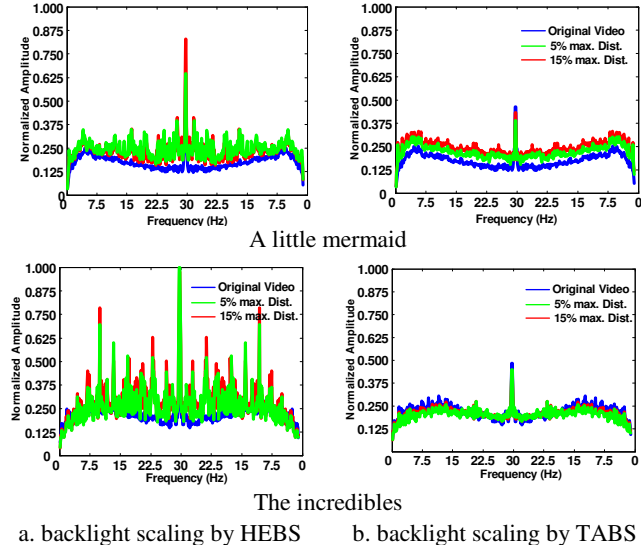 1.000
0.875
0.750
0.625
0.500
0.375
0.250
0.125
Normalized Amplitude
0 7.5 15 22.5 30 22.5 15 7.5 0
Frequency (Hz)
1.000
0.875
0.750
0.625
0.500
0.375
0.250
0.125
Normalized Amplitude
Original Video
5% max. Dist.
15% max. Dist.
0 7.5 15 22.5 30 22.5 15 7.5 0
Frequency (Hz)
A little mermaid
1.000
0.875
0.750
0.625
0.500
0.375
0.250
0.125
Normalized Amplitude
Original Video
5% max. Dist.
15% max. Dist.
0 7.5 15 22.5 30 22.5 15 7.5 0
Frequency (Hz)
1.000
0.875
0.750
0.625
0.500
0.375
0.250
0.125
Normalized Amplitude
Original Video
5% max. Dist.
15% max. Dist.
0 7.5 15 22.5 30 22.5 15 7.5 0
Frequency (Hz)
The incredibles
a. backlight scaling by HEBS b. backlight scaling by TABS